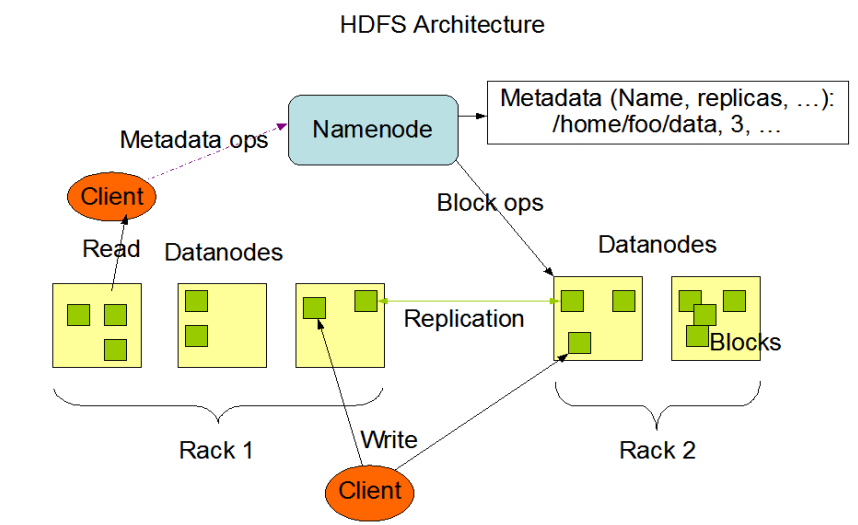 HDFS Architecture
Metadata (Name, replicas, …):
/home/foo/data, 3, …
Namenode
Metadata ops
Client
Block ops
Read
Datanodes
Datanodes
Replication
Blocks
Rack 1
Write
Rack 2
Client